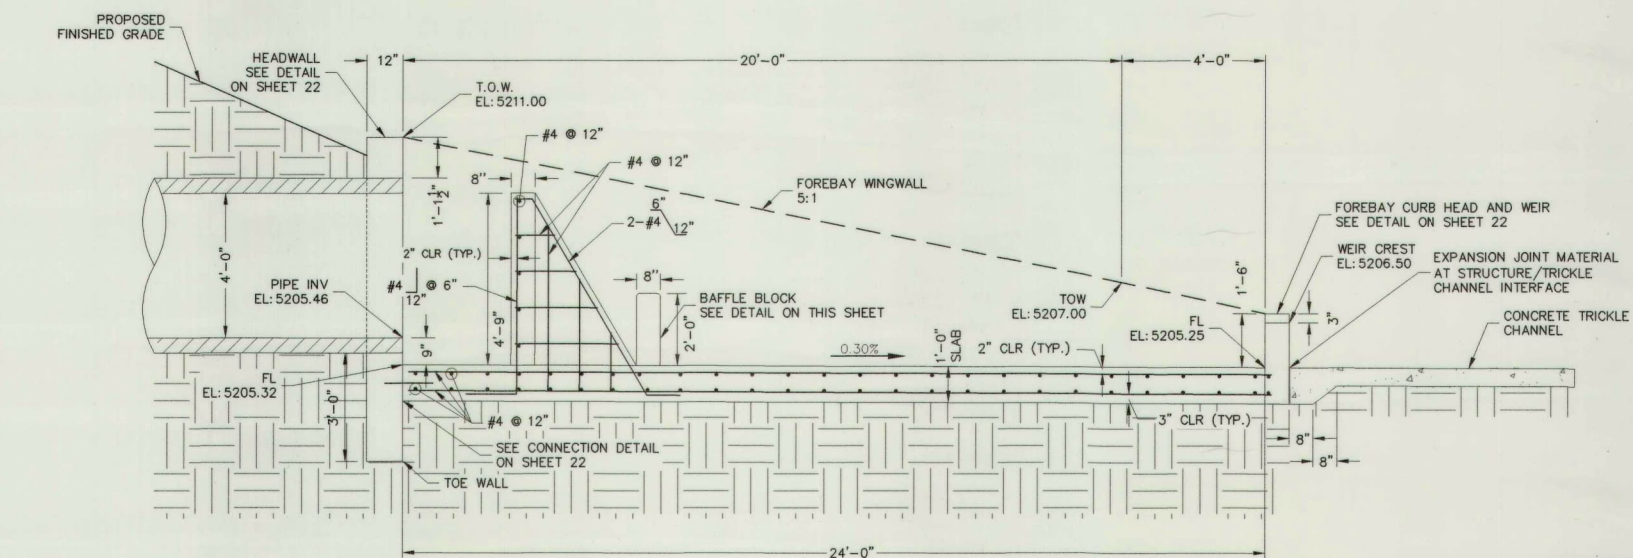 PROPOSED
FINISHED GRADE
HEADWALL
SEE DETAIL
ON SHEET 22
12"
20'-0"
4'-0"
T.O.W.
EL: 5211.00
#4 @ 12"
#4 @ 12"
8"
1'-1 1/2"
6"
2-#4
12"
FOREBAY WINGWALL
5:1
FOREBAY CURB HEAD AND WEIR
SEE DETAIL ON SHEET 22
WEIR CREST
EL: 5206.50
EXPANSION JOINT MATERIAL
AT STRUCTURE/TRICKLE
CHANNEL INTERFACE
4'-0"
2" CLR (TYP.)
8"
1'-6"
PIPE INV
EL: 5205.46
#4 @ 6"
12"
BAFFLE BLOCK
SEE DETAIL ON THIS SHEET
TOW
EL: 5207.00
FL
EL: 5205.25
3"
CONCRETE TRICKLE
CHANNEL
9"
4'-9"
2'-0"
0.30%
1'-0"
SLAB
2" CLR (TYP.)
FL
EL: 5205.32
3'-0"
#4 @ 12"
3" CLR (TYP.)
SEE CONNECTION DETAIL
ON SHEET 22
8"
8"
TOE WALL
24'-0"